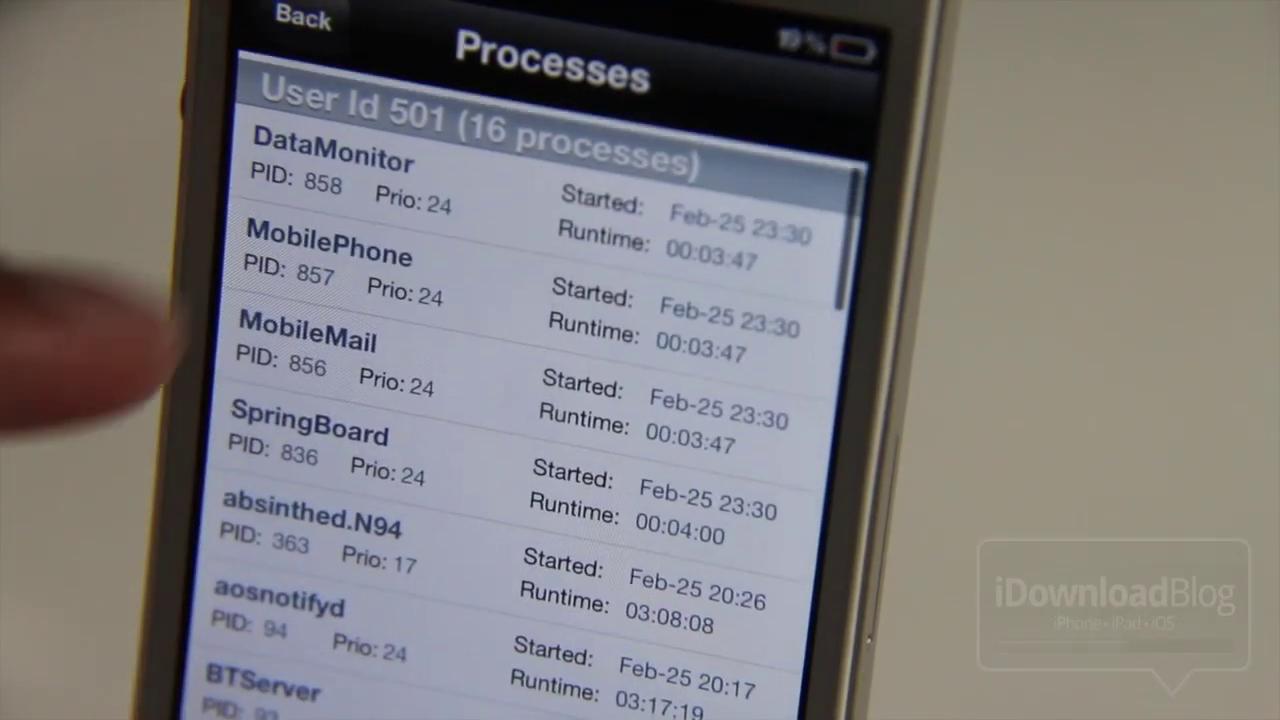 Back
Processes
User Id 501 (16 processes)
DataMonitor
PID: 858 Prio: 24
Started: Feb-25 23:30
Runtime: 00:03:47
MobilePhone
PID: 857 Prio: 24
Started: Feb-25 23:30
Runtime: 00:03:47
MobileMail
PID: 856 Prio: 24
Started: Feb-25 23:30
Runtime: 00:03:47
SpringBoard
PID: 836 Prio: 24
Started: Feb-25 23:30
Runtime: 00:04:00
absinthed.N94
PID: 363 Prio: 17
Started: Feb-25 20:26
Runtime: 03:08:08
aosnotifyd
PID: 94 Prio: 24
Started: Feb-25 20:17
Runtime: 03:17:19
BTServer
PID:
iDownloadBlog
iPhone • iPad • iOS